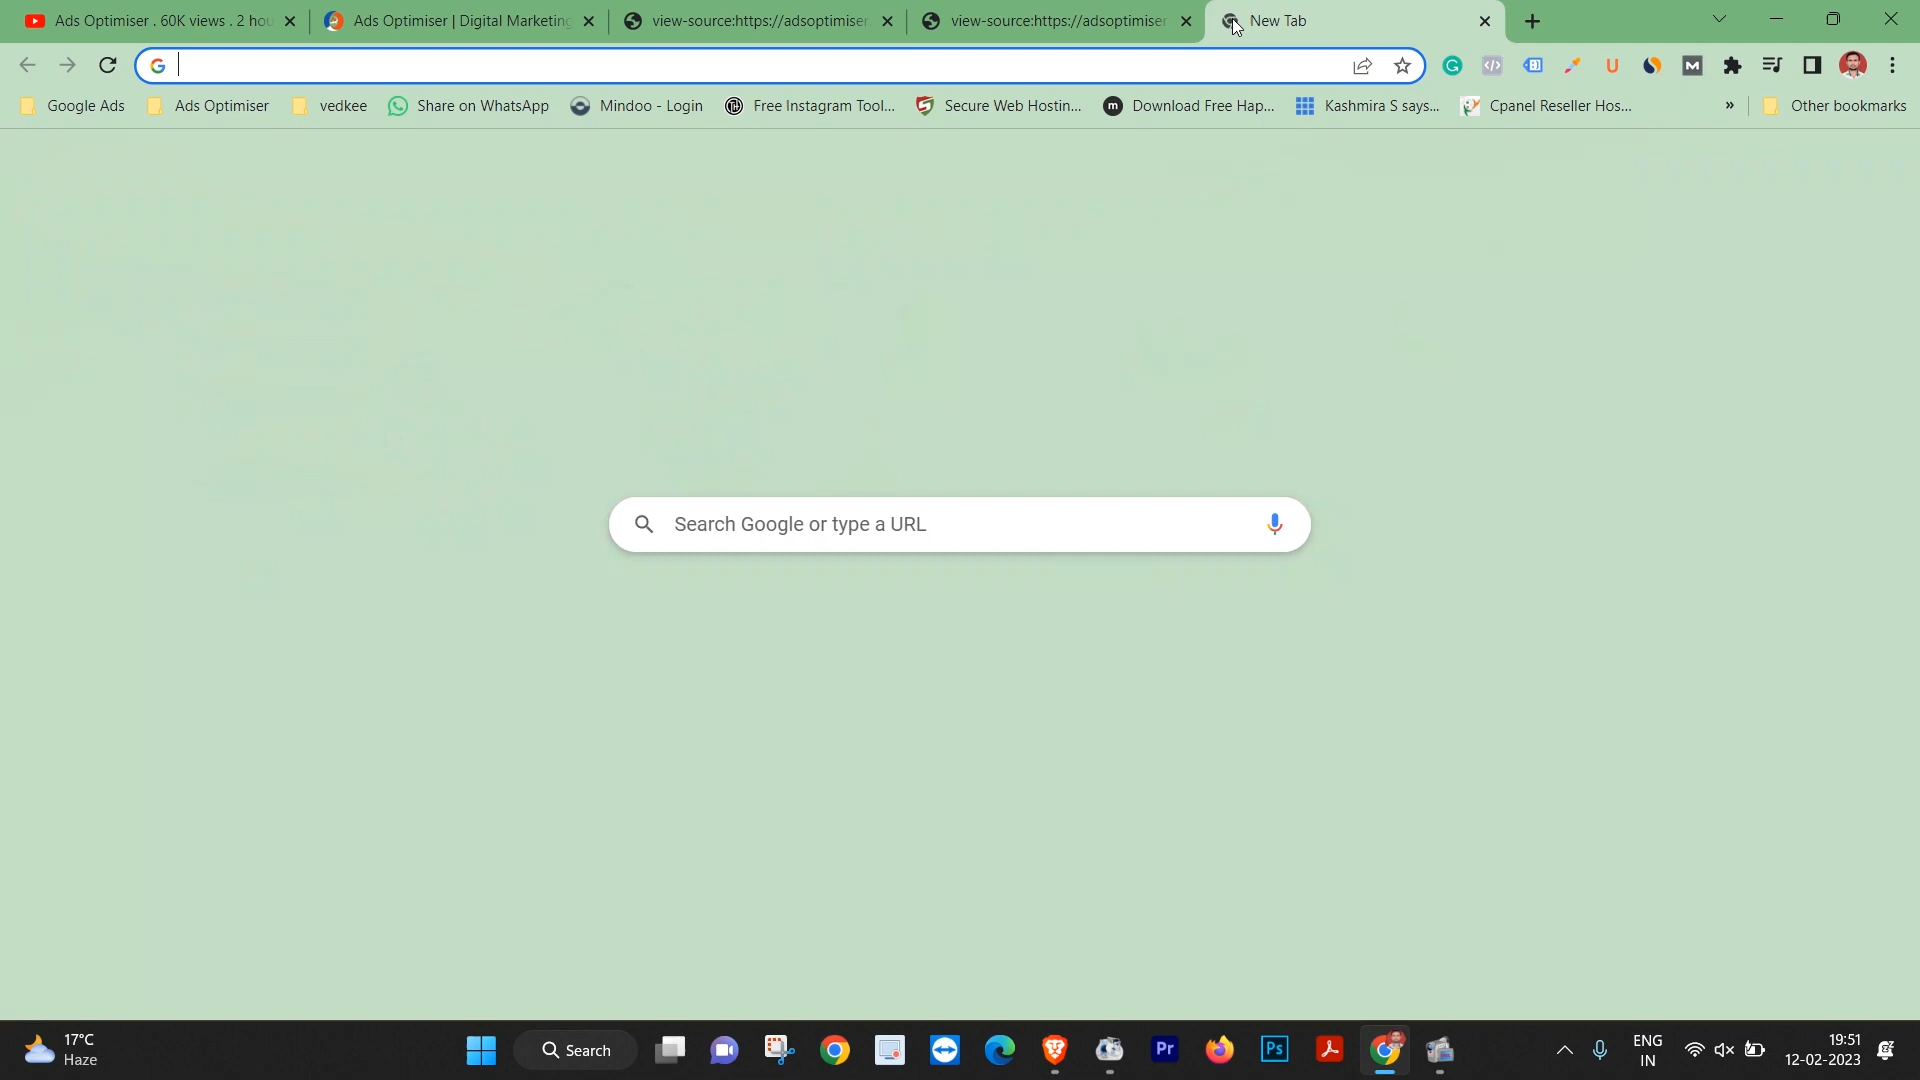 Ads Optimiser . 60K views . 2 hou
Ads Optimiser | Digital Marketing
view-source:https://adsoptimiser
view-source:https://adsoptimiser
New Tab
Google Ads
Ads Optimiser
vedkee
Share on WhatsApp
Mindoo - Login
Free Instagram Tool...
Secure Web Hostin...
Download Free Hap...
Kashmira S says...
Cpanel Reseller Hos...
»
Other bookmarks
Search Google or type a URL
17°C
Haze
Search
Pr
Ps
ENG
IN
19:51
12-02-2023